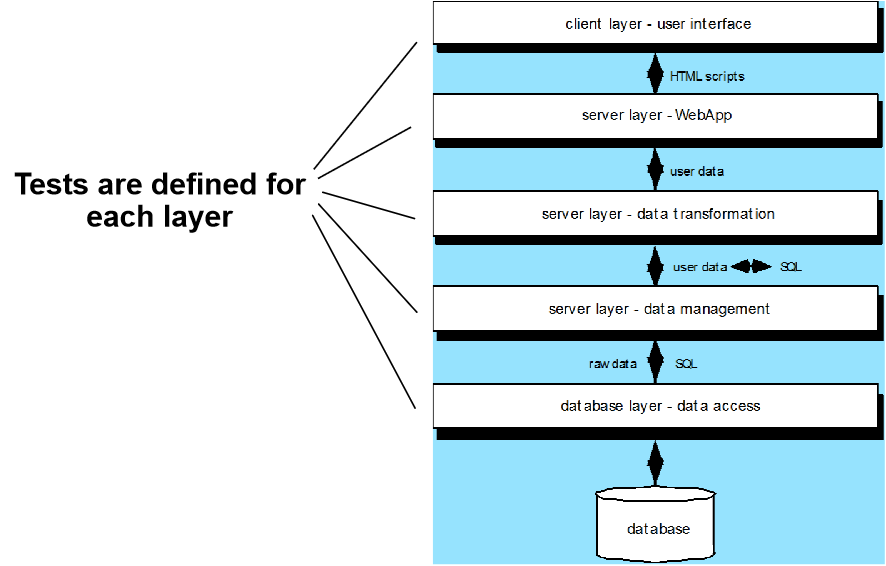 client layer - user interface
HTML scripts
server layer - WebApp
user data
Tests are defined for
each layer
server layer - data transformation
user data SQL
server layer - data management
raw data SQL
database layer - data access
database